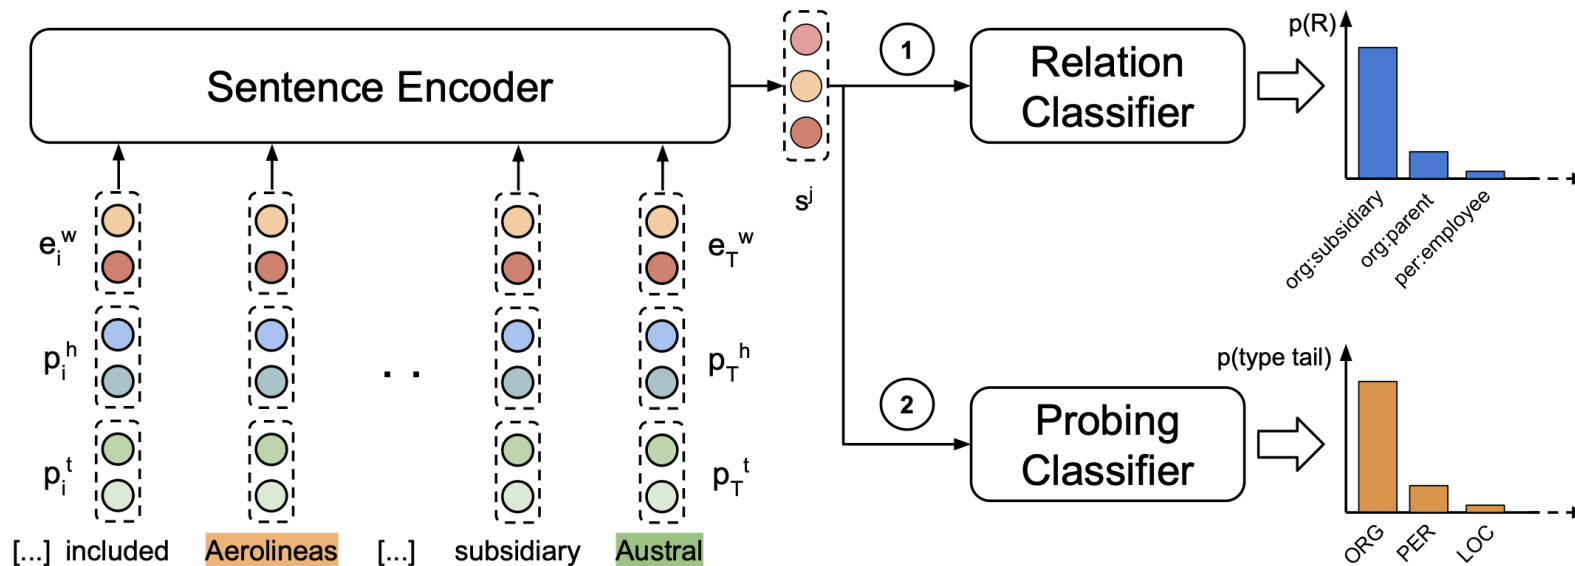 Sentence Encoder
s^j
1
Relation
Classifier
p(R)
org:subsidiary
org:parent
per:employee
e_i^w
e_T^w
p_i^h
. .
p_T^h
p_i^t
p_T^t
[...] included Aerolineas [...] subsidiary Austral
2
Probing
Classifier
p(type tail)
ORG
PER
LOC